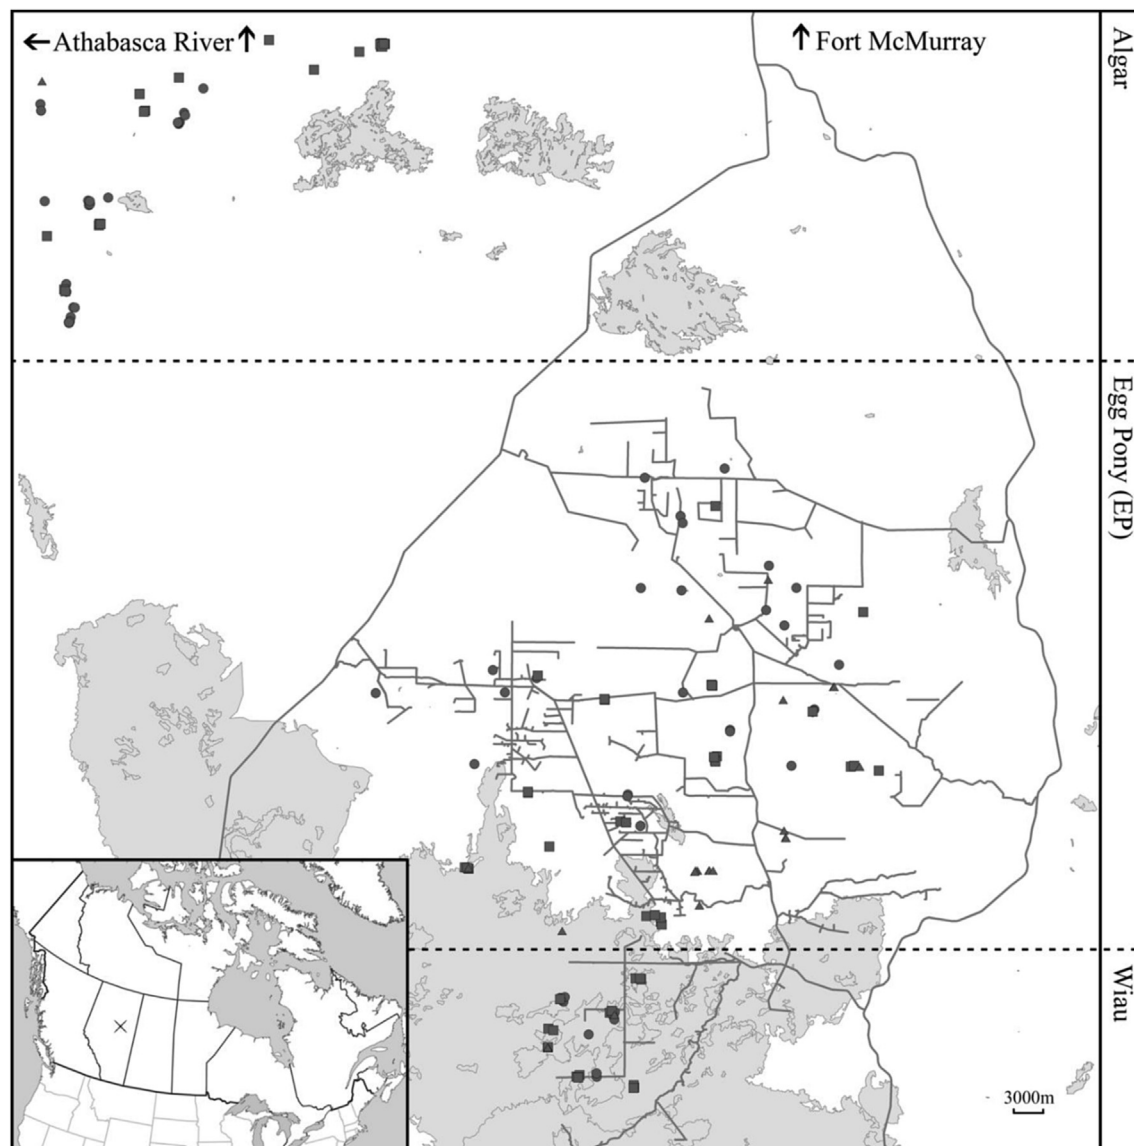 ← Athabasca River ↑
↑ Fort McMurray
Algar
Egg Pony (EP)
Wiau
3000m